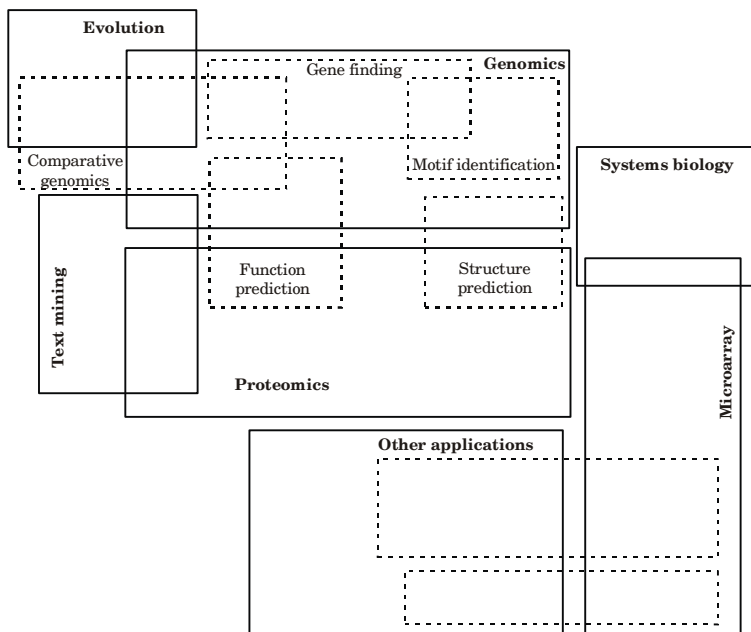 Evolution
Gene finding
Genomics
Comparative
genomics
Motif identification
Systems biology
Text mining
Function
prediction
Structure
prediction
Proteomics
Microarray
Other applications